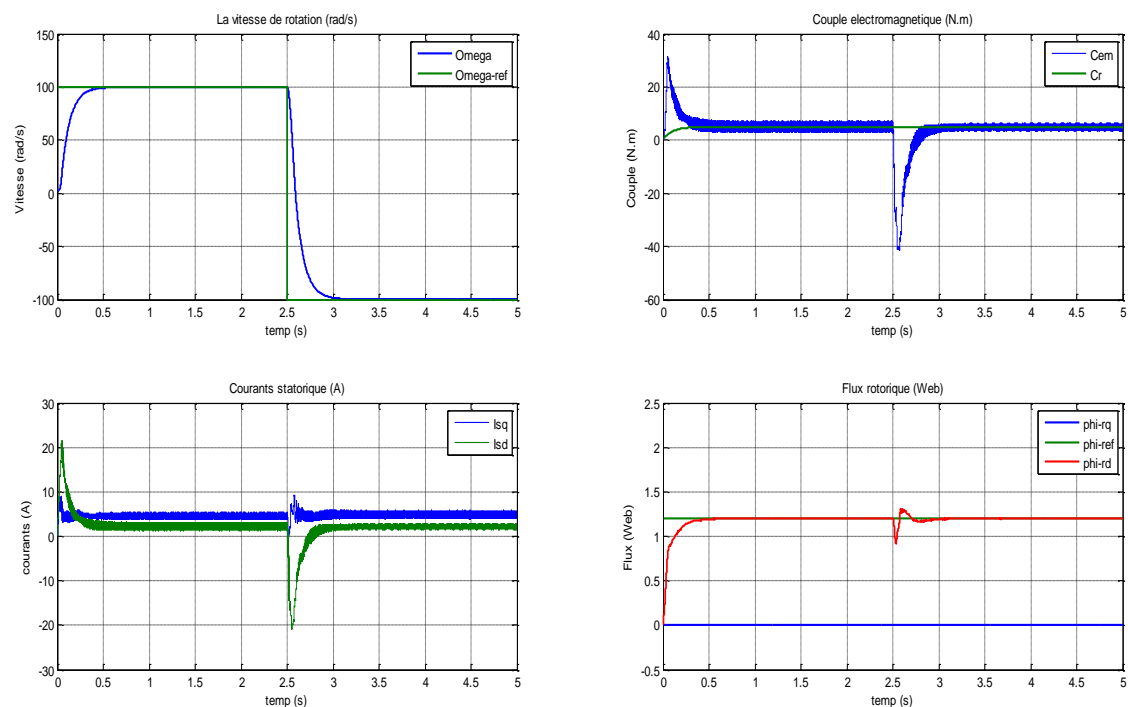 La vitesse de rotation (rad/s)
150
100
50
0
-50
-100
Vitesse (rad/s)
Omega
Omega-ref
0 0.5 1 1.5 2 2.5 3 3.5 4 4.5 5
temp (s)
Couple electromagnetique (N.m)
40
20
0
-20
-40
-60
Couple (N.m)
Cem
Cr
0 0.5 1 1.5 2 2.5 3 3.5 4 4.5 5
temp (s)
Courants statorique (A)
30
20
10
0
-10
-20
-30
courants (A)
Isq
Isd
0 0.5 1 1.5 2 2.5 3 3.5 4 4.5 5
temp (s)
Flux rotorique (Web)
2.5
2
1.5
1
0.5
0
-0.5
Flux (Web)
phi-rq
phi-ref
phi-rd
0 0.5 1 1.5 2 2.5 3 3.5 4 4.5 5
temp (s)